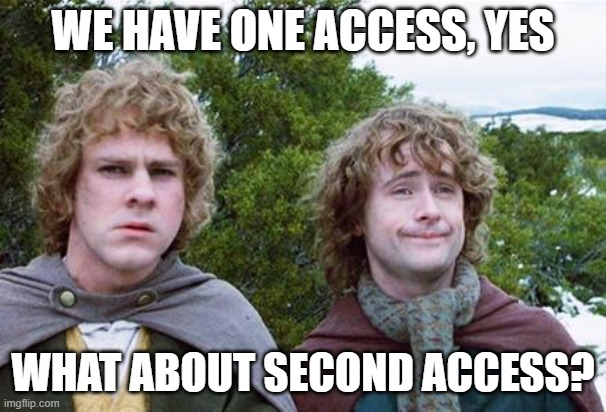 WE HAVE ONE ACCESS, YES
WHAT ABOUT SECOND ACCESS?
imgflip.com